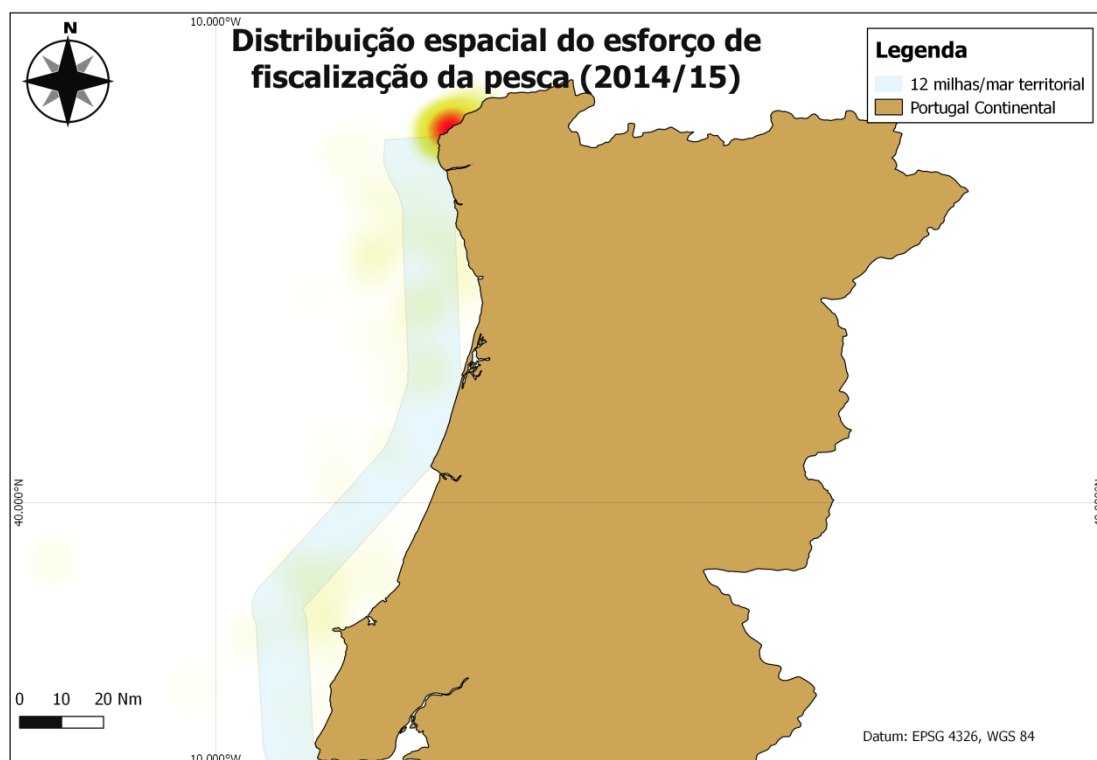 10.000°W
N
Distribuição espacial do esforço de
fiscalização da pesca (2014/15)
Legenda
12 milhas/mar territorial
Portugal Continental
40.000°N
0 10 20 Nm
10.000°W
Datum: EPSG 4326, WGS 84